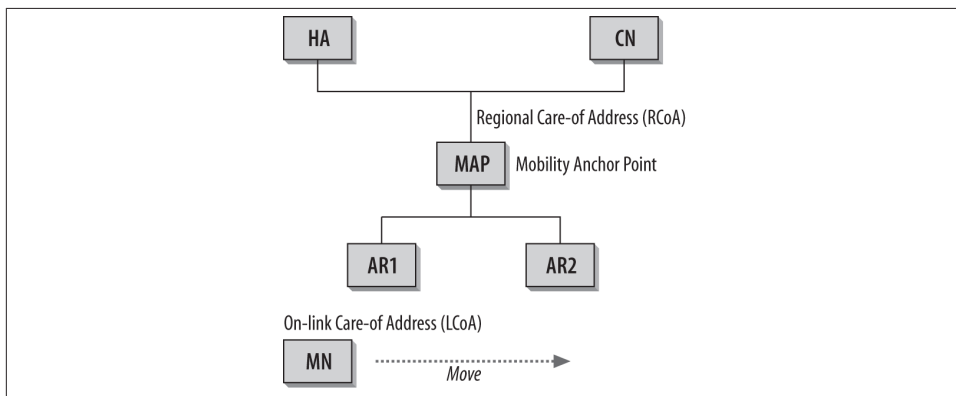 HA
CN
Regional Care-of Address (RCoA)
MAP
Mobility Anchor Point
AR1
AR2
On-link Care-of Address (LCoA)
MN
Move